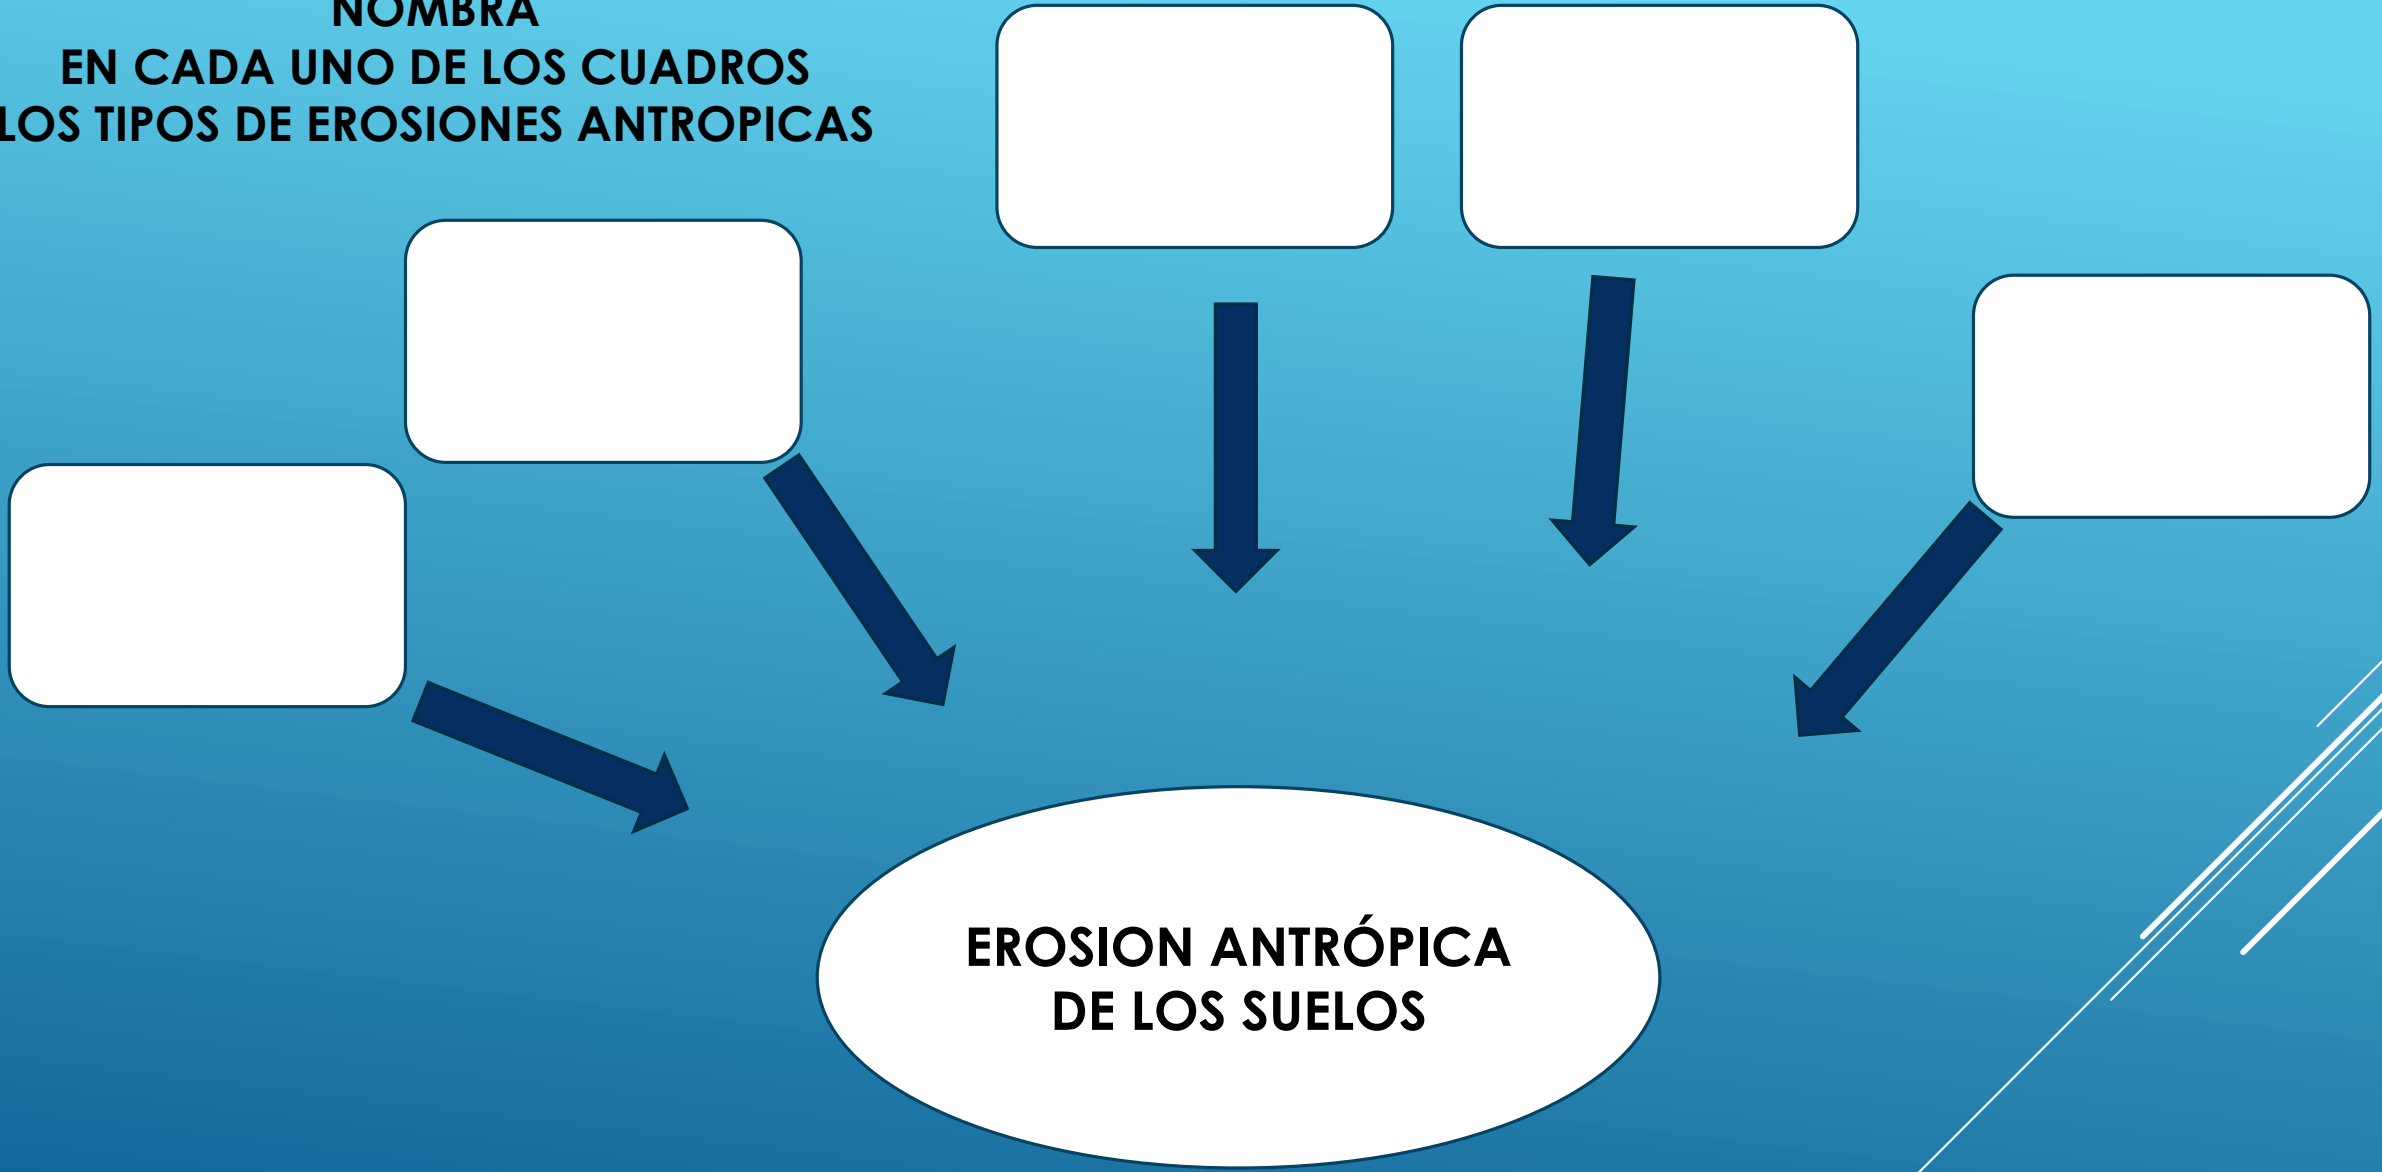 NOMBRA
EN CADA UNO DE LOS CUADROS
LOS TIPOS DE EROSIONES ANTROPICAS
EROSION ANTRÓPICA
DE LOS SUELOS